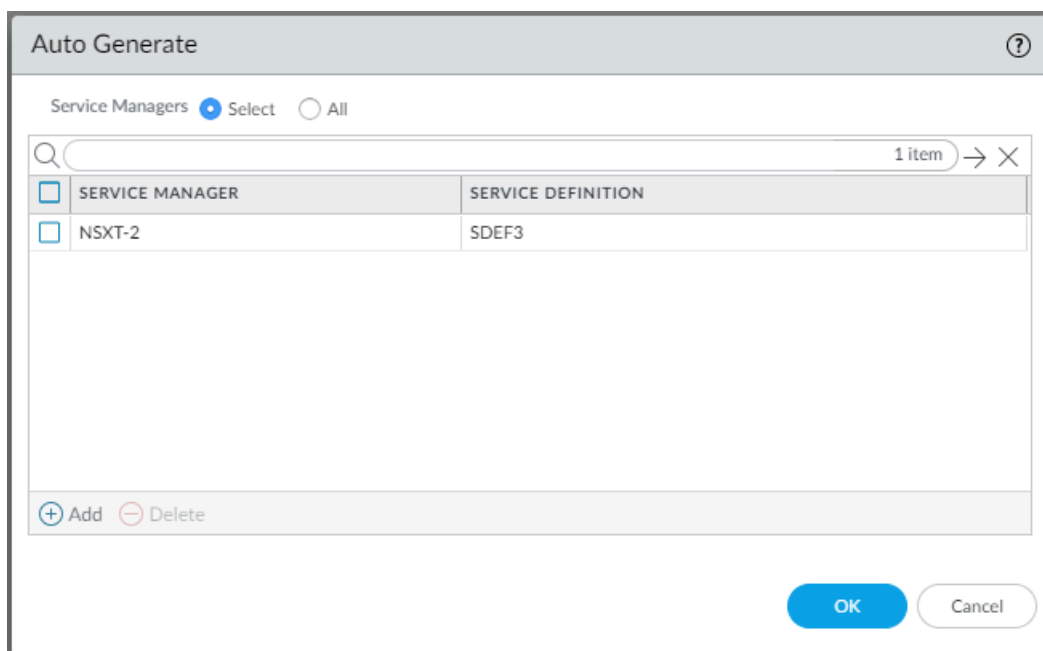 Auto Generate
Service Managers Select All
1 item
SERVICE MANAGER SERVICE DEFINITION
NSXT-2 SDEF3
Add Delete
OK Cancel